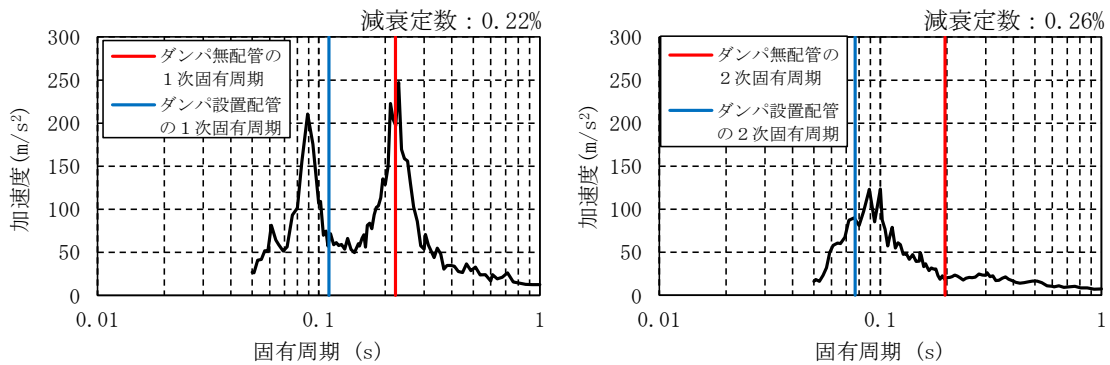 減衰定数：0.22%
300
250
200
150
100
50
0
加速度(m/s²)
ダンパ無配管の
１次固有周期
ダンパ設置配管
の１次固有周期
0.01
0.1
1
固有周期 (s)
減衰定数：0.26%
300
250
200
150
100
50
0
加速度(m/s²)
ダンパ無配管の
２次固有周期
ダンパ設置配管
の２次固有周期
0.01
0.1
1
固有周期 (s)